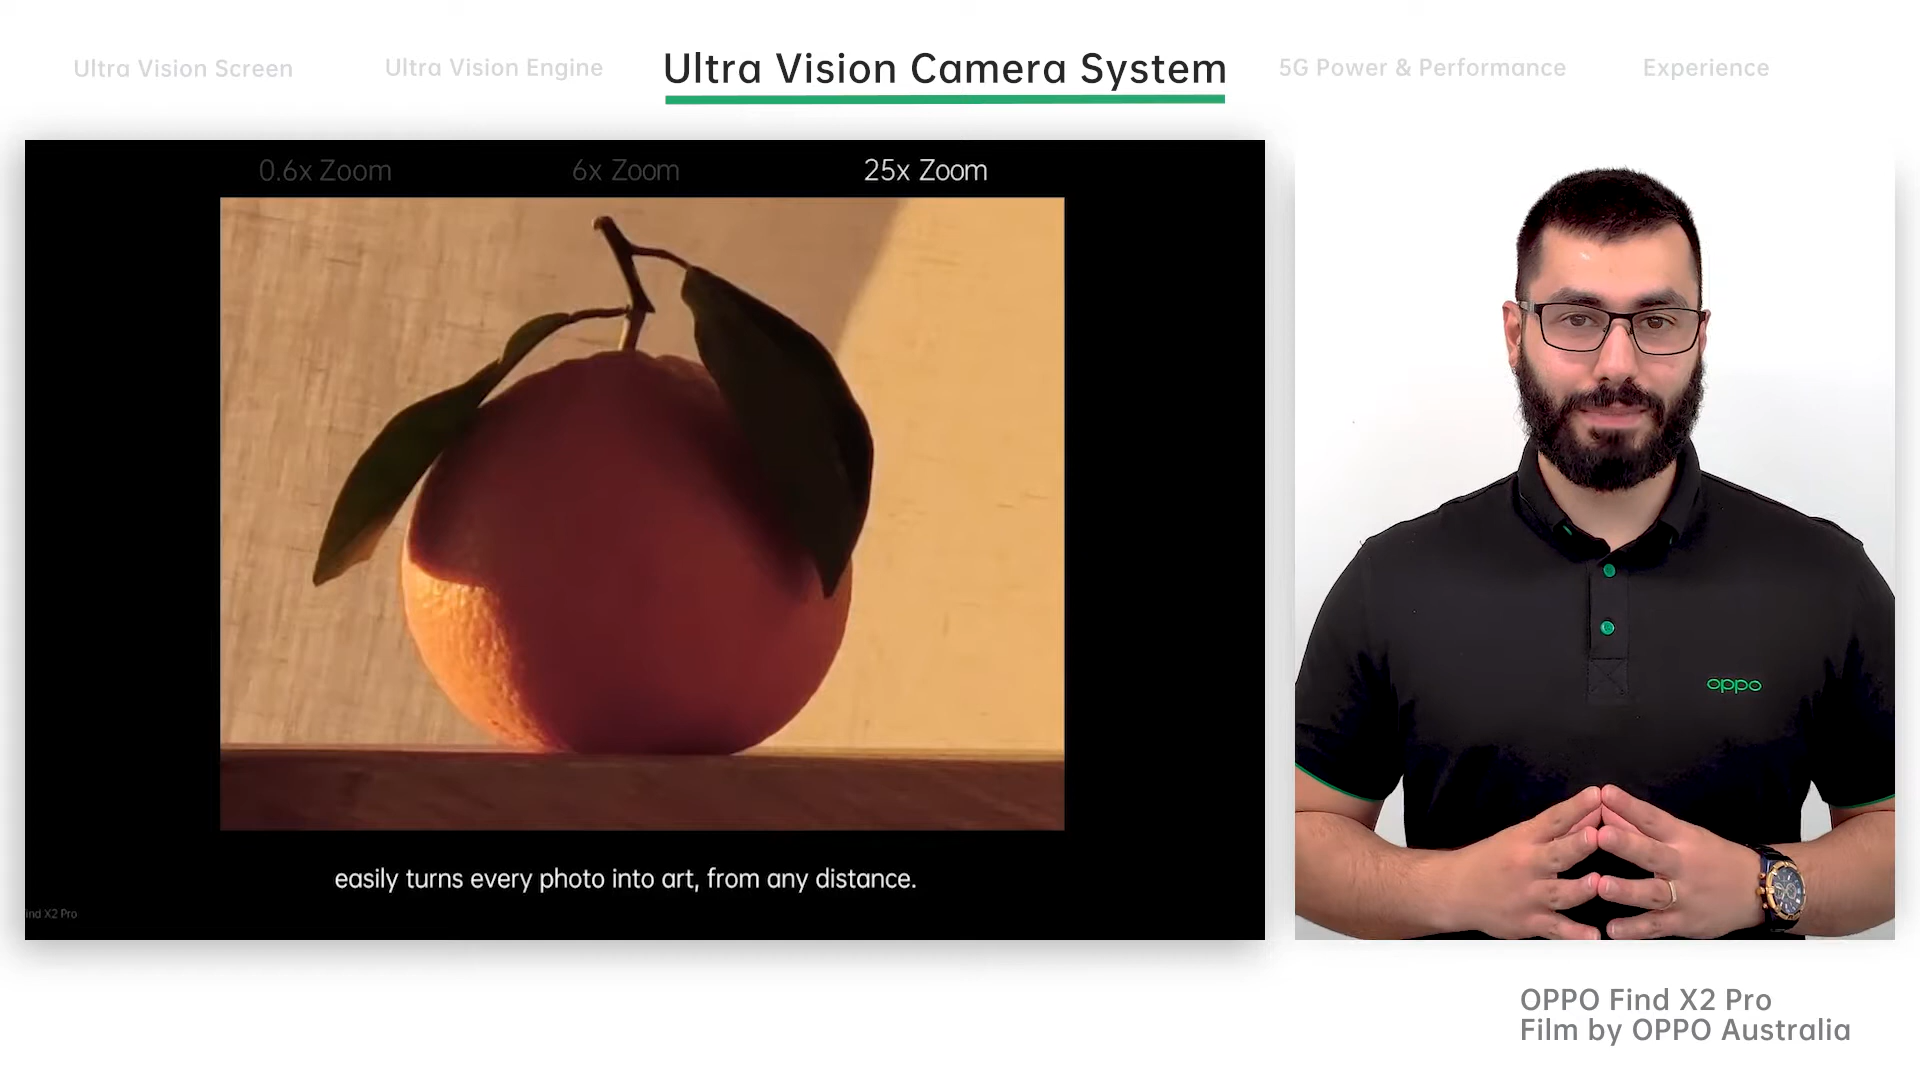 Ultra Vision Screen
Ultra Vision Engine
Ultra Vision Camera System
5G Power & Performance
Experience
0.6x Zoom
6x Zoom
25x Zoom
easily turns every photo into art, from any distance.
ind X2 Pro
oppo
OPPO Find X2 Pro
Film by OPPO Australia